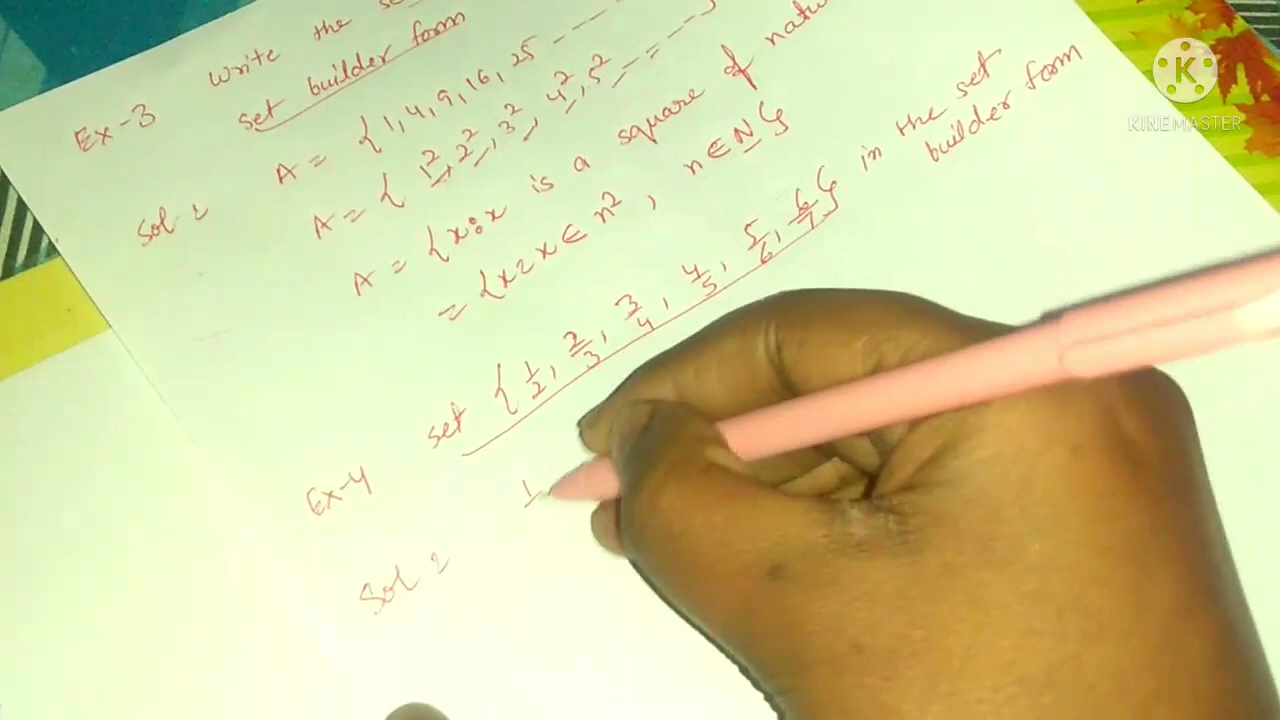 Ex-3 Write the
set builder form
A = { 1, 4, 9, 16, 25 ---
Sol : A = { 1², 2², 3², 4², 5² ----}
A = { x : x is a square of
= { x : x ∈ n², n ∈ N }
Ex-4 set { 1/2, 2/3, 3/4, 4/5, 5/6, 6/7 } in the set
builder form
Sol : 1
K
KINEMASTER